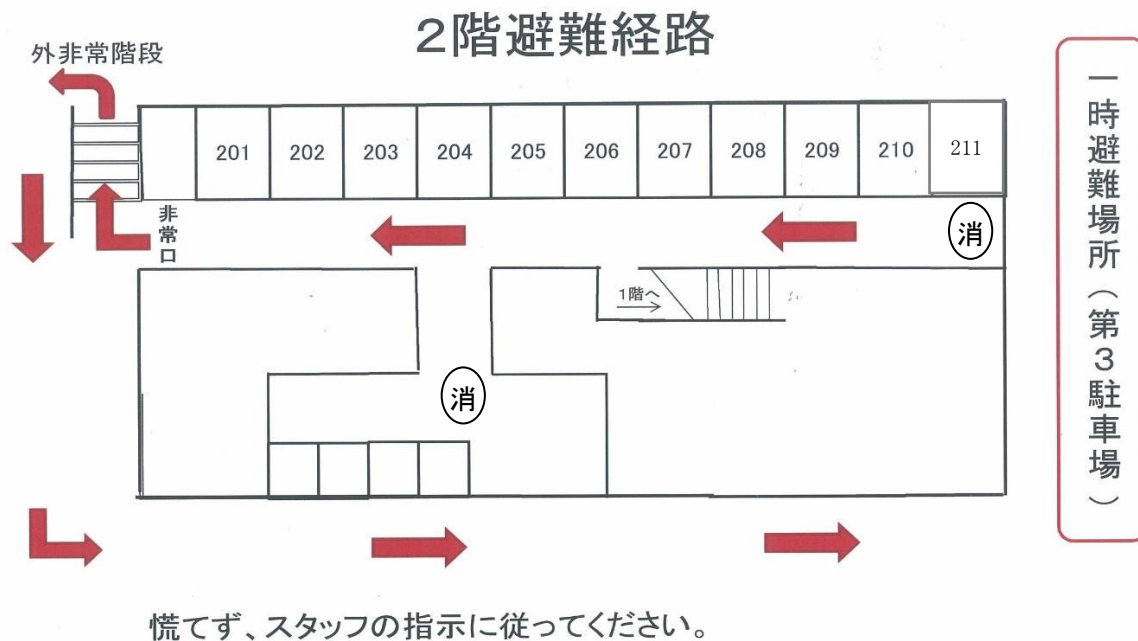 2階避難経路
外非常階段
201
202
203
204
205
206
207
208
209
210
211
非常口
消
1階へ
消
一時避難場所（第3駐車場）
慌てず、スタッフの指示に従ってください。